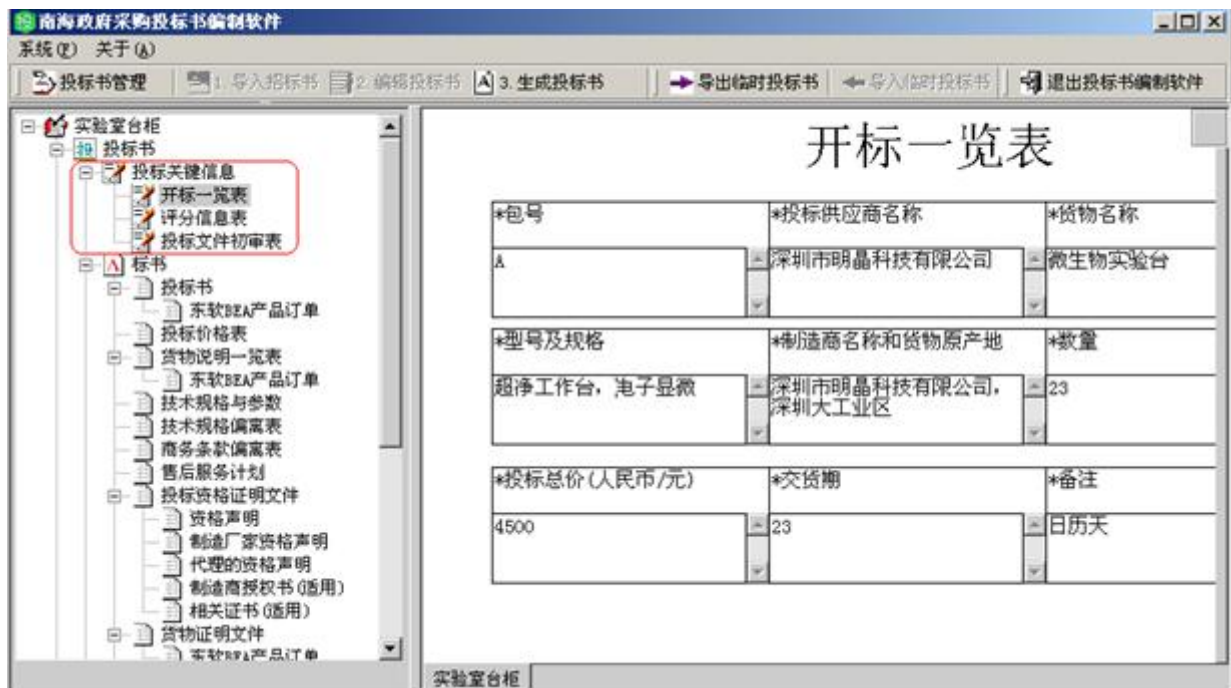 南海政府采购投标书编制软件
系统(F) 关于(A)
投标书管理 1. 导入招标书 2. 编辑投标书 3. 生成投标书 导出临时投标书 导入临时投标书 退出投标书编制软件
实验室台柜
投标书
投标关键信息
开标一览表
评分信息表
投标文件初审表
标书
投标书
东软BEA产品订单
投标价格表
货物说明一览表
东软BEA产品订单
技术规格与参数
技术规格偏离表
商务条款偏离表
售后服务计划
投标资格证明文件
资格声明
制造厂家资格声明
代理的资格声明
制造商授权书(适用)
相关证书(适用)
货物证明文件
东软BEA产品订单
开标一览表
*包号 *投标供应商名称 *货物名称
A 深圳市明晶科技有限公司 微生物实验台
*型号及规格 *制造商名称和货物原产地 *数量
超净工作台，电子显微 深圳市明晶科技有限公司， 23
深圳大工业区
*投标总价(人民币/元) *交货期 *备注
4500 23 日历天
实验室台柜